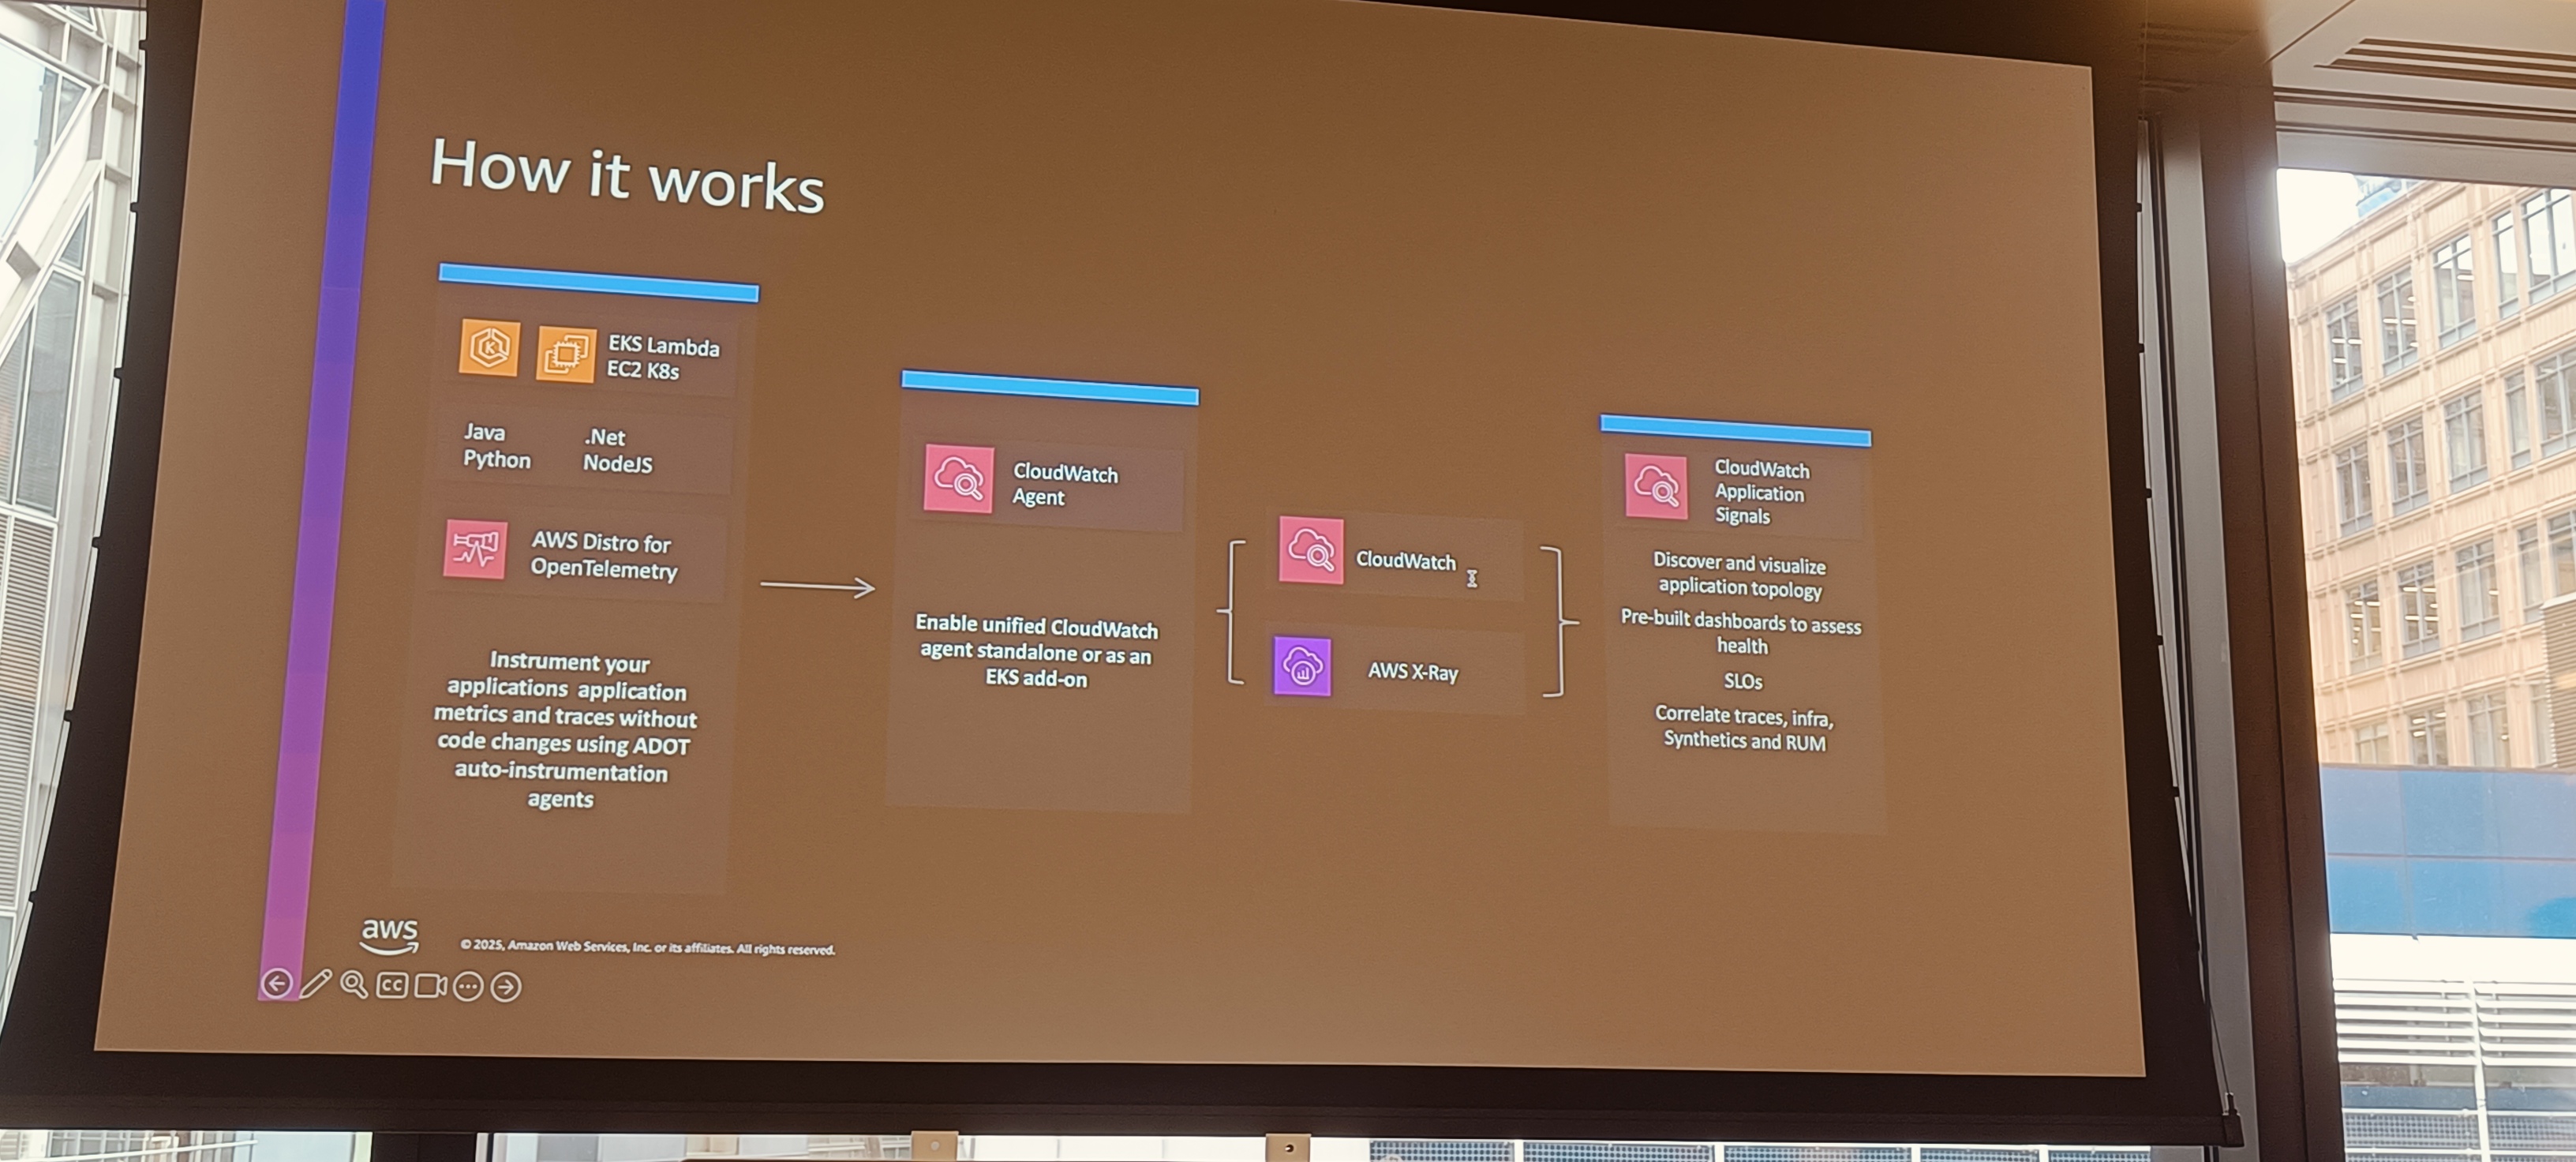 How it works
EKS Lambda
EC2 K8s
Java
Python
.Net
NodeJS
AWS Distro for
OpenTelemetry
Instrument your
applications  application
metrics and traces without
code changes using ADOT
auto-instrumentation
agents
CloudWatch
Agent
Enable unified CloudWatch
agent standalone or as an
EKS add-on
CloudWatch
AWS X-Ray
CloudWatch
Application
Signals
Discover and visualize
application topology
Pre-built dashboards to assess
health
SLOs
Correlate traces, infra,
Synthetics and RUM
aws
© 2025, Amazon Web Services, Inc. or its affiliates. All rights reserved.
CC